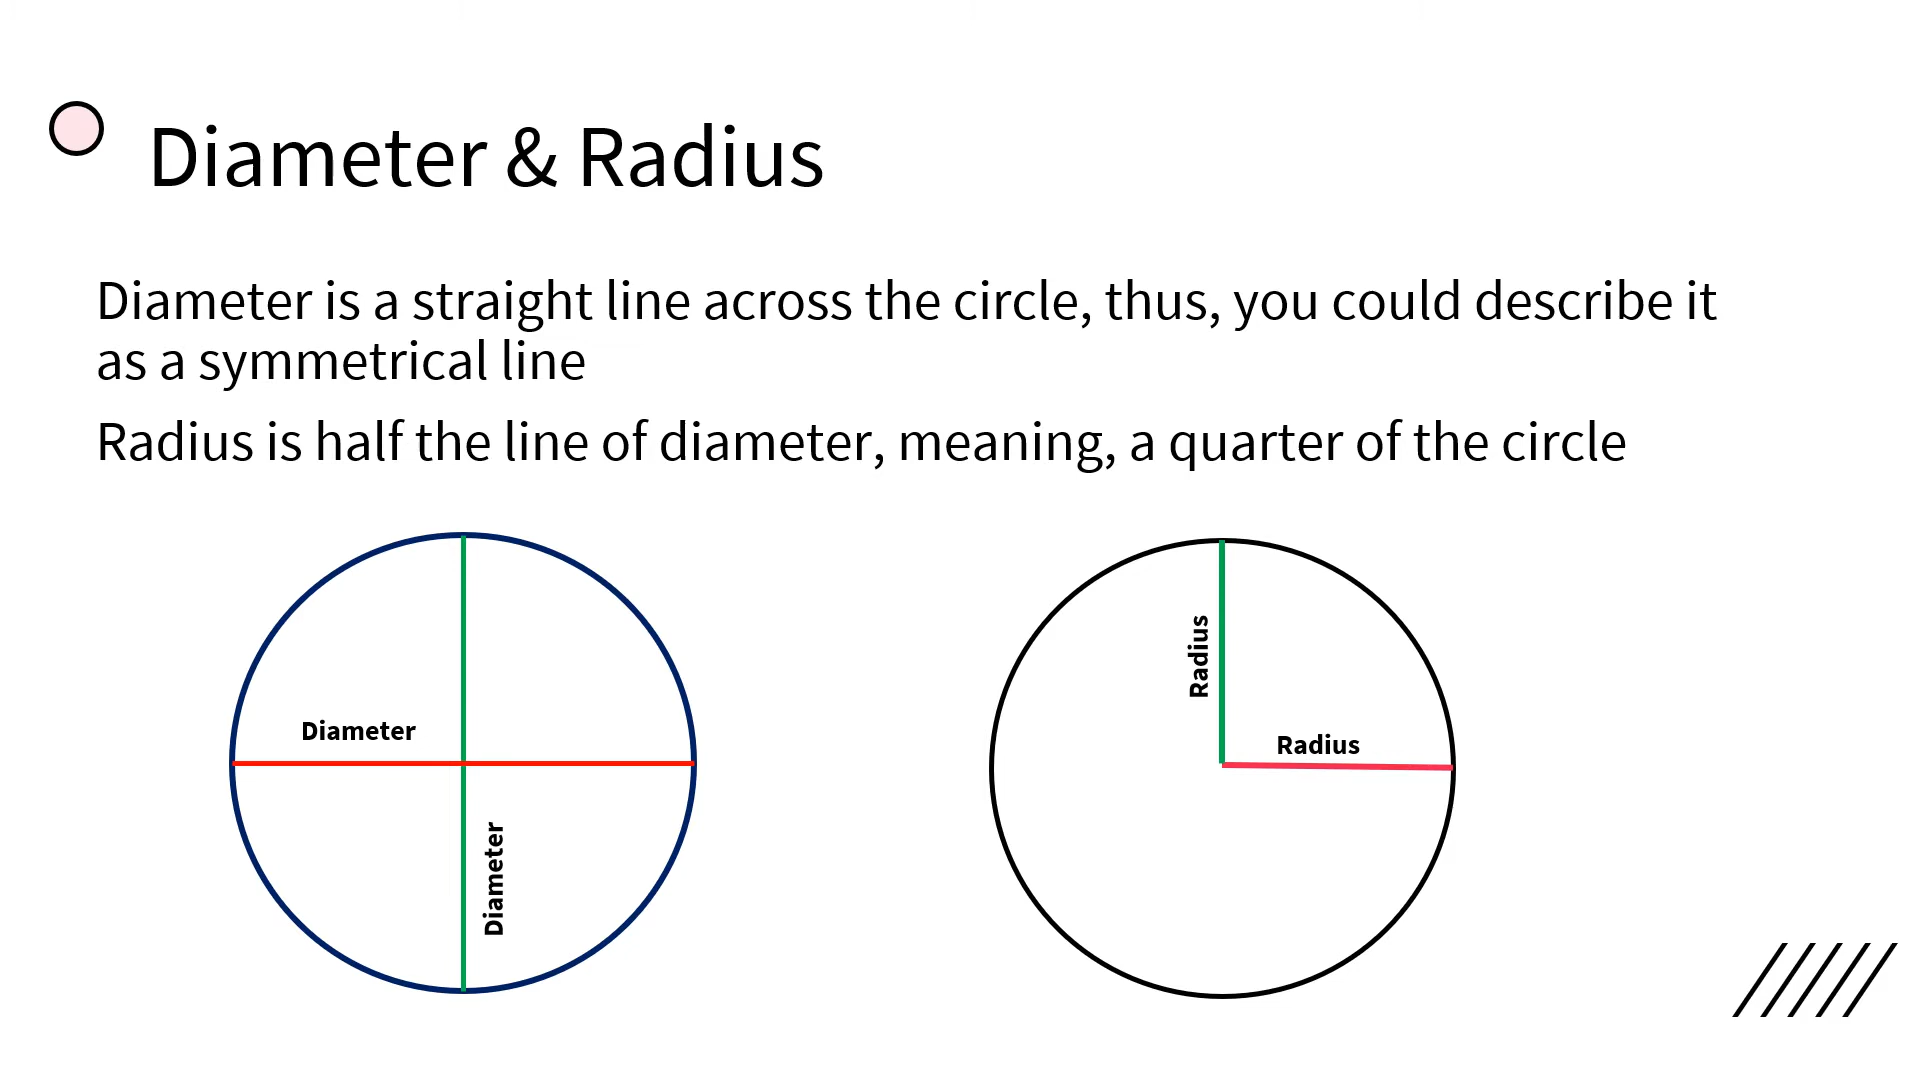 Diameter & Radius
Diameter is a straight line across the circle, thus, you could describe it
as a symmetrical line
Radius is half the line of diameter, meaning, a quarter of the circle
Diameter
Diameter
Radius
Radius